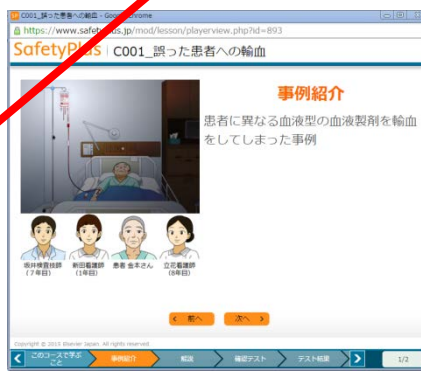 C001_誤った患者への輸血 - Google Chrome
https://www.safetyplus.jp/mod/lesson/playerview.php?id=893
SafetyPlus C001_誤った患者への輸血
事例紹介
患者に異なる血液型の血液製剤を輸血
をしてしまった事例
坂井検査技師 新田看護師 患者 金本さん 立花看護師
(7年目) (1年目) (8年目)
前へ 次へ
Copyright © 2015 Elsevier Japan. All rights reserved.
このコースで学ぶ
こと
事例紹介 解説 確認テスト テスト結果 1/2